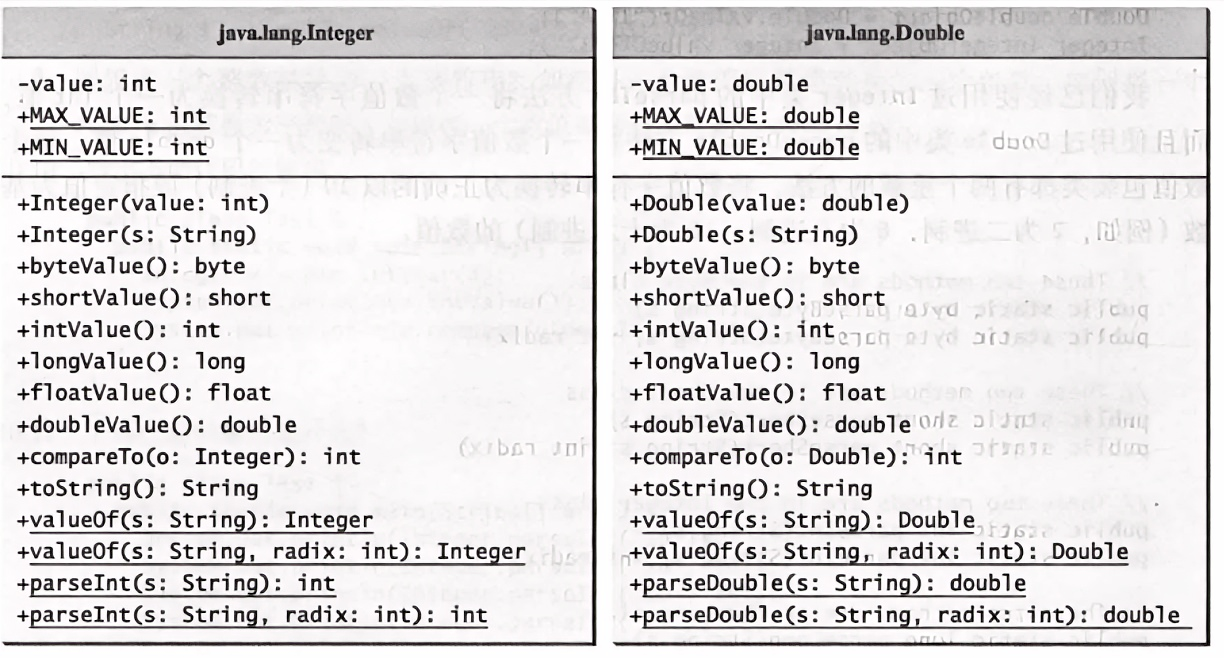 java.lang.Integer
-value: int
+MAX_VALUE: int
+MIN_VALUE: int
+Integer(value: int)
+Integer(s: String)
+byteValue(): byte
+shortValue(): short
+intValue(): int
+longValue(): long
+floatValue(): float
+doubleValue(): double
+compareTo(o: Integer): int
+toString(): String
+valueOf(s: String): Integer
+valueOf(s: String, radix: int): Integer
+parseInt(s: String): int
+parseInt(s: String, radix: int): int
java.lang.Double
-value: double
+MAX_VALUE: double
+MIN_VALUE: double
+Double(value: double)
+Double(s: String)
+byteValue(): byte
+shortValue(): short
+intValue(): int
+longValue(): long
+floatValue(): float
+doubleValue(): double
+compareTo(o: Double): int
+toString(): String
+valueOf(s: String): Double
+valueOf(s: String, radix: int): Double
+parseDouble(s: String): double
+parseDouble(s: String, radix: int): double